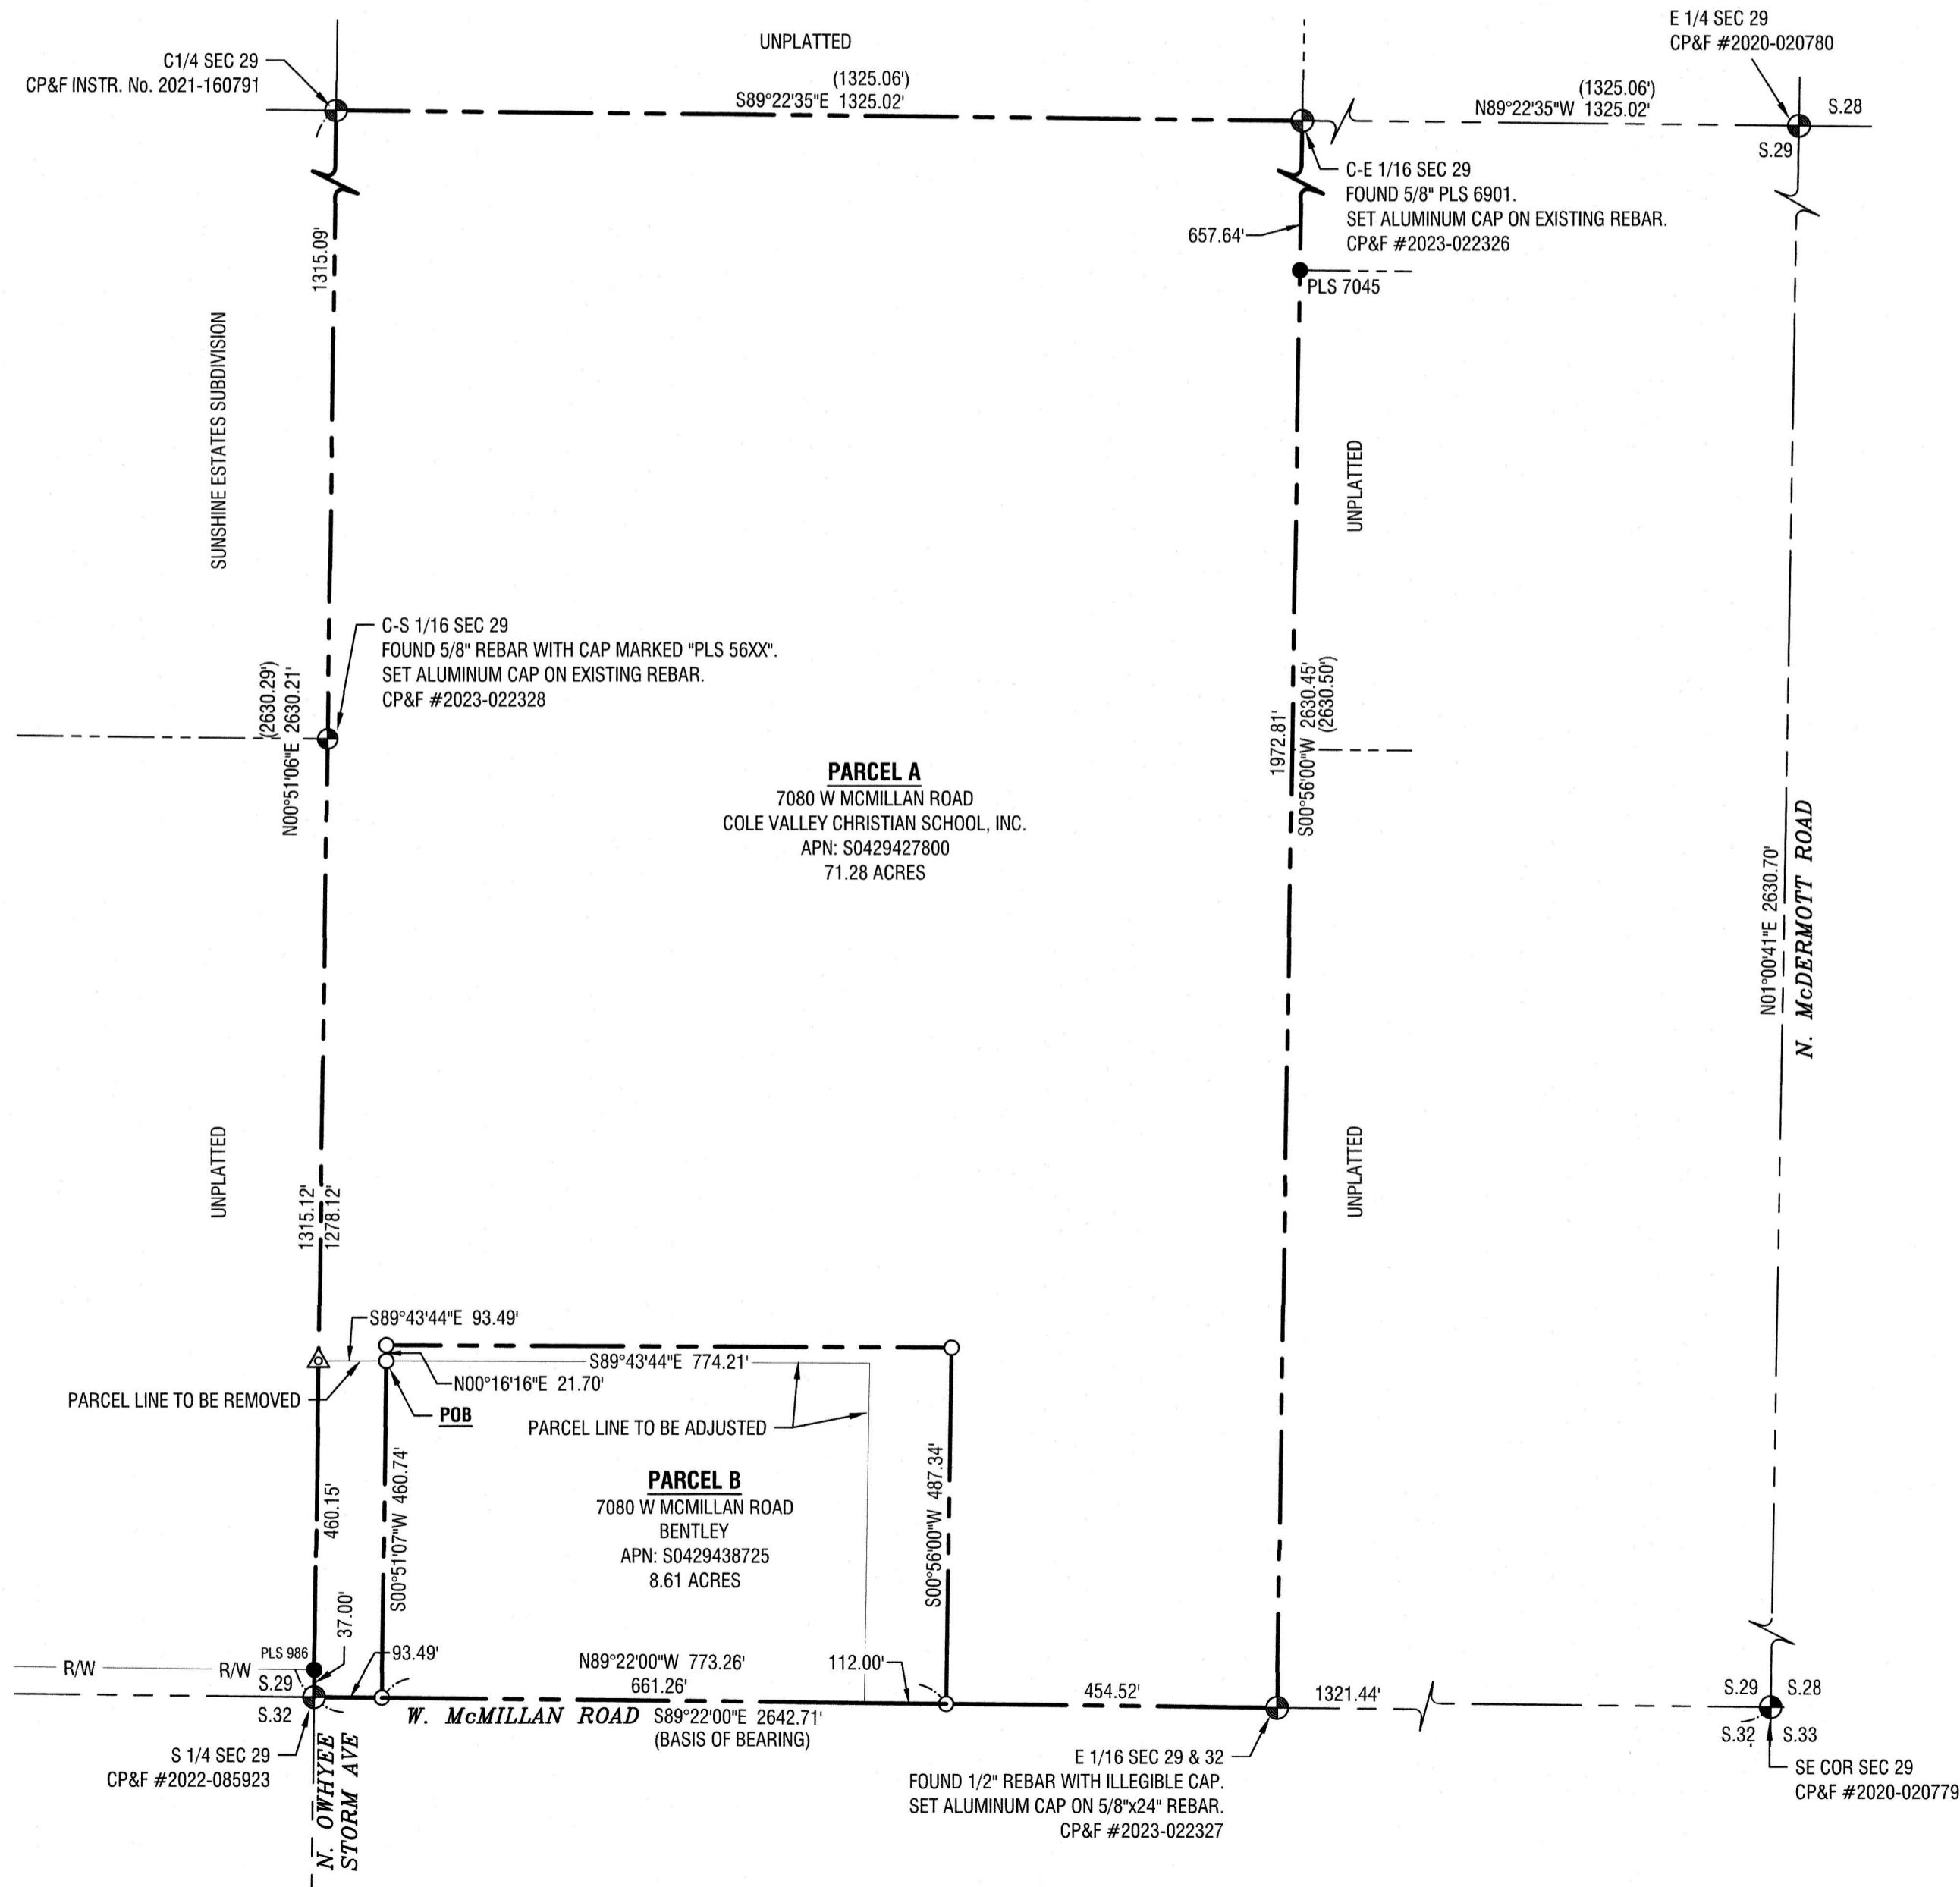 UNPLATTED
E 1/4 SEC 29
CP&F #2020-020780
C1/4 SEC 29
CP&F INSTR. No. 2021-160791
(1325.06')
S89°22'35"E 1325.02'
(1325.06')
N89°22'35"W 1325.02'
S.28
S.29
C-E 1/16 SEC 29
FOUND 5/8" PLS 6901.
SET ALUMINUM CAP ON EXISTING REBAR.
CP&F #2023-022326
657.64'
PLS 7045
1315.09'
SUNSHINE ESTATES SUBDIVISION
UNPLATTED
C-S 1/16 SEC 29
FOUND 5/8" REBAR WITH CAP MARKED "PLS 56XX".
SET ALUMINUM CAP ON EXISTING REBAR.
CP&F #2023-022328
(2630.29')
N00°51'06"E 2630.21'
PARCEL A
7080 W MCMILLAN ROAD
COLE VALLEY CHRISTIAN SCHOOL, INC.
APN: S0429427800
71.28 ACRES
1972.81'
S00°56'00"W 2630.45'
(2630.50')
N01°00'41"E 2630.70'
N. McDERMOTT ROAD
UNPLATTED
1315.12'
1278.12'
UNPLATTED
S89°43'44"E 93.49'
S89°43'44"E 774.21'
N00°16'16"E 21.70'
PARCEL LINE TO BE REMOVED
POB
PARCEL LINE TO BE ADJUSTED
460.15'
S00°51'07"W 460.74'
PARCEL B
7080 W MCMILLAN ROAD
BENTLEY
APN: S0429438725
8.61 ACRES
S00°56'00"W 487.34'
37.00'
PLS 986
R/W
R/W
S.29
S.32
93.49'
N89°22'00"W 773.26'
661.26'
112.00'
454.52'
1321.44'
W. McMILLAN ROAD
S89°22'00"E 2642.71'
(BASIS OF BEARING)
S.29
S.28
S.32
S.33
S 1/4 SEC 29
CP&F #2022-085923
N. OWHYEE
STORM AVE
E 1/16 SEC 29 & 32
FOUND 1/2" REBAR WITH ILLEGIBLE CAP.
SET ALUMINUM CAP ON 5/8"x24" REBAR.
CP&F #2023-022327
SE COR SEC 29
CP&F #2020-020779